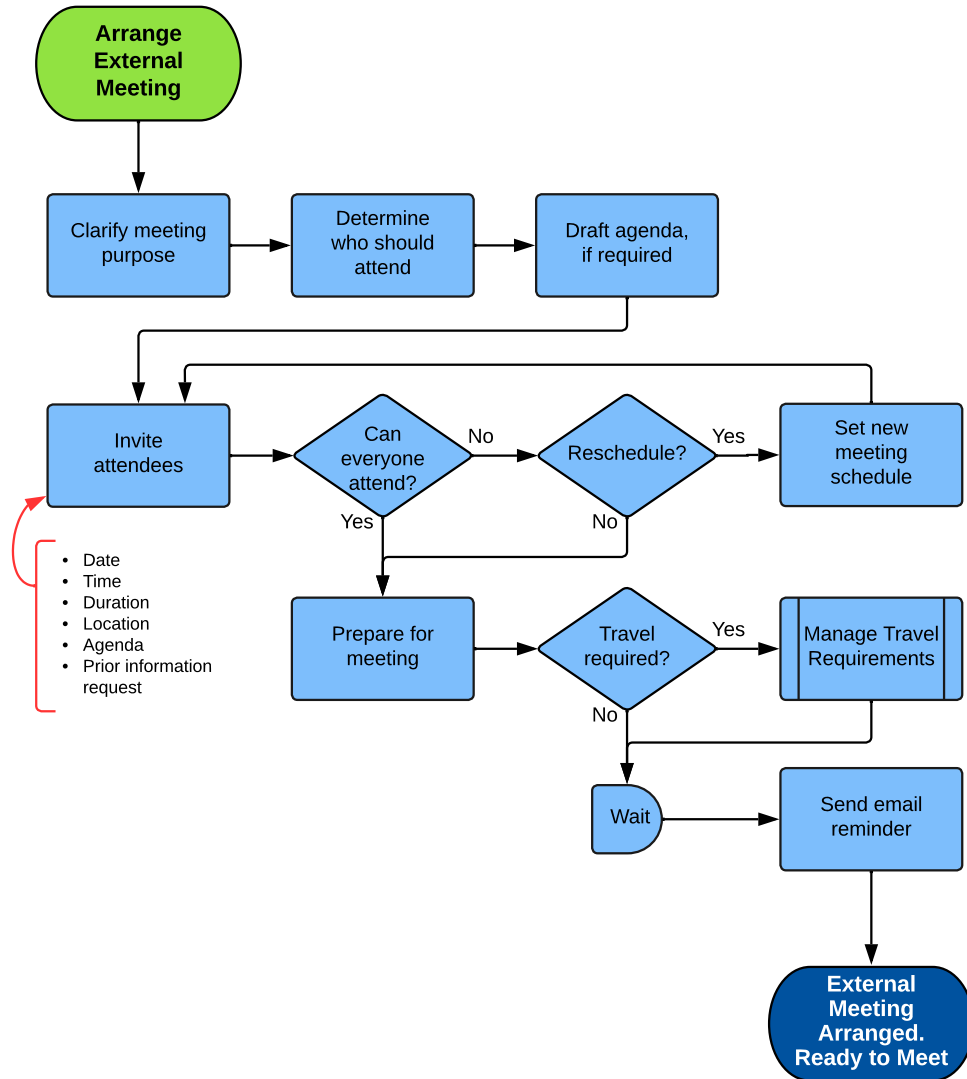 Arrange
External
Meeting
Clarify meeting
purpose
Determine
who should
attend
Draft agenda,
if required
Invite
attendees
Can
everyone
attend?
No
Yes
Reschedule?
Yes
No
Set new
meeting
schedule
• Date
• Time
• Duration
• Location
• Agenda
• Prior information
request
Prepare for
meeting
Travel
required?
Yes
No
Manage Travel
Requirements
Wait
Send email
reminder
External
Meeting
Arranged.
Ready to Meet